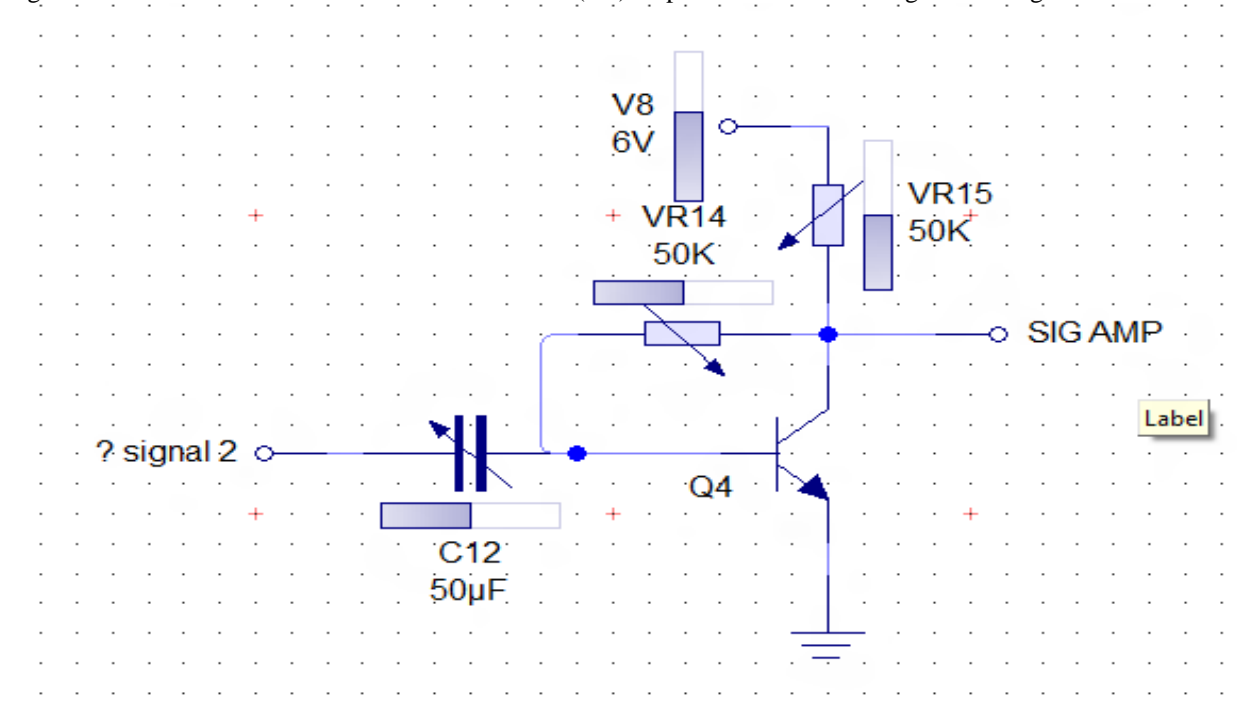 V8
6V
VR14
50K
VR15
50K
SIG AMP
Label
? signal 2
Q4
C12
50µF